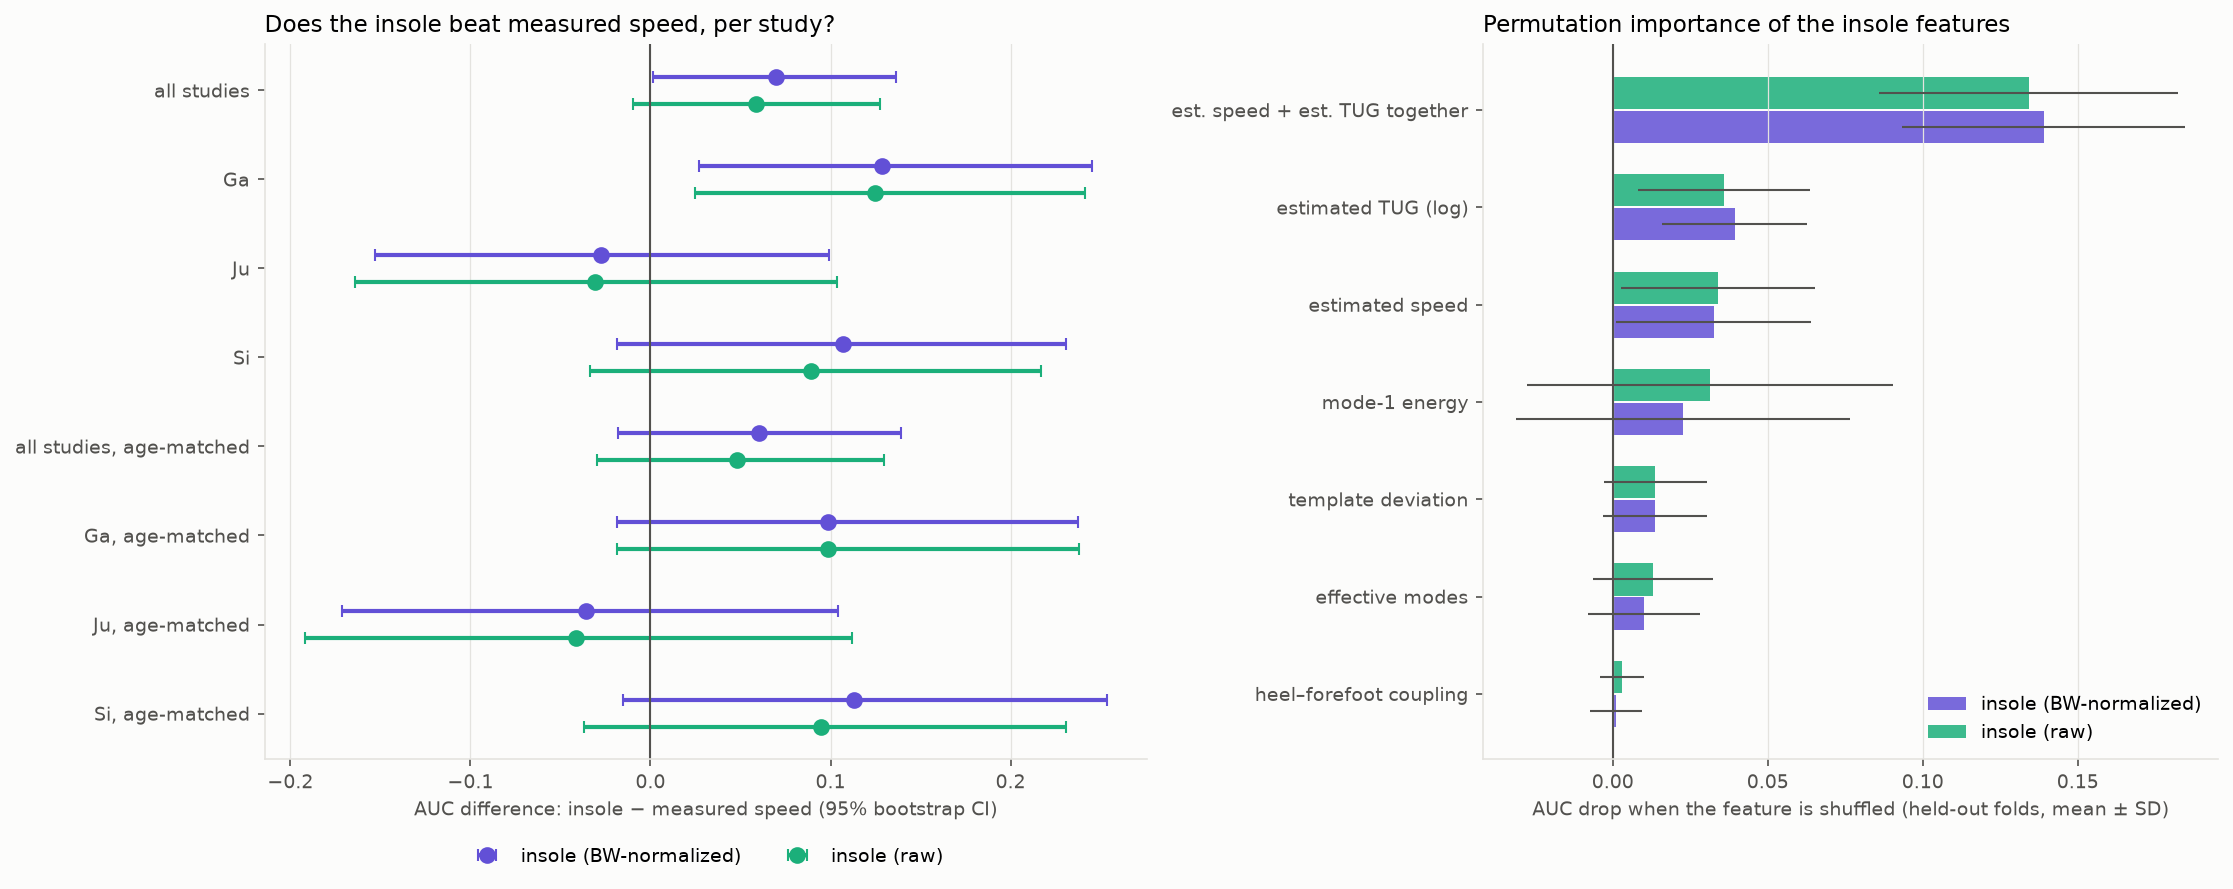 Does the insole beat measured speed, per study?
all studies
Ga
Ju
Si
all studies, age-matched
Ga, age-matched
Ju, age-matched
Si, age-matched
−0.2 −0.1 0.0 0.1 0.2
AUC difference: insole − measured speed (95% bootstrap CI)
insole (BW-normalized) insole (raw)
Permutation importance of the insole features
est. speed + est. TUG together
estimated TUG (log)
estimated speed
mode-1 energy
template deviation
effective modes
heel–forefoot coupling
insole (BW-normalized)
insole (raw)
0.00 0.05 0.10 0.15
AUC drop when the feature is shuffled (held-out folds, mean ± SD)